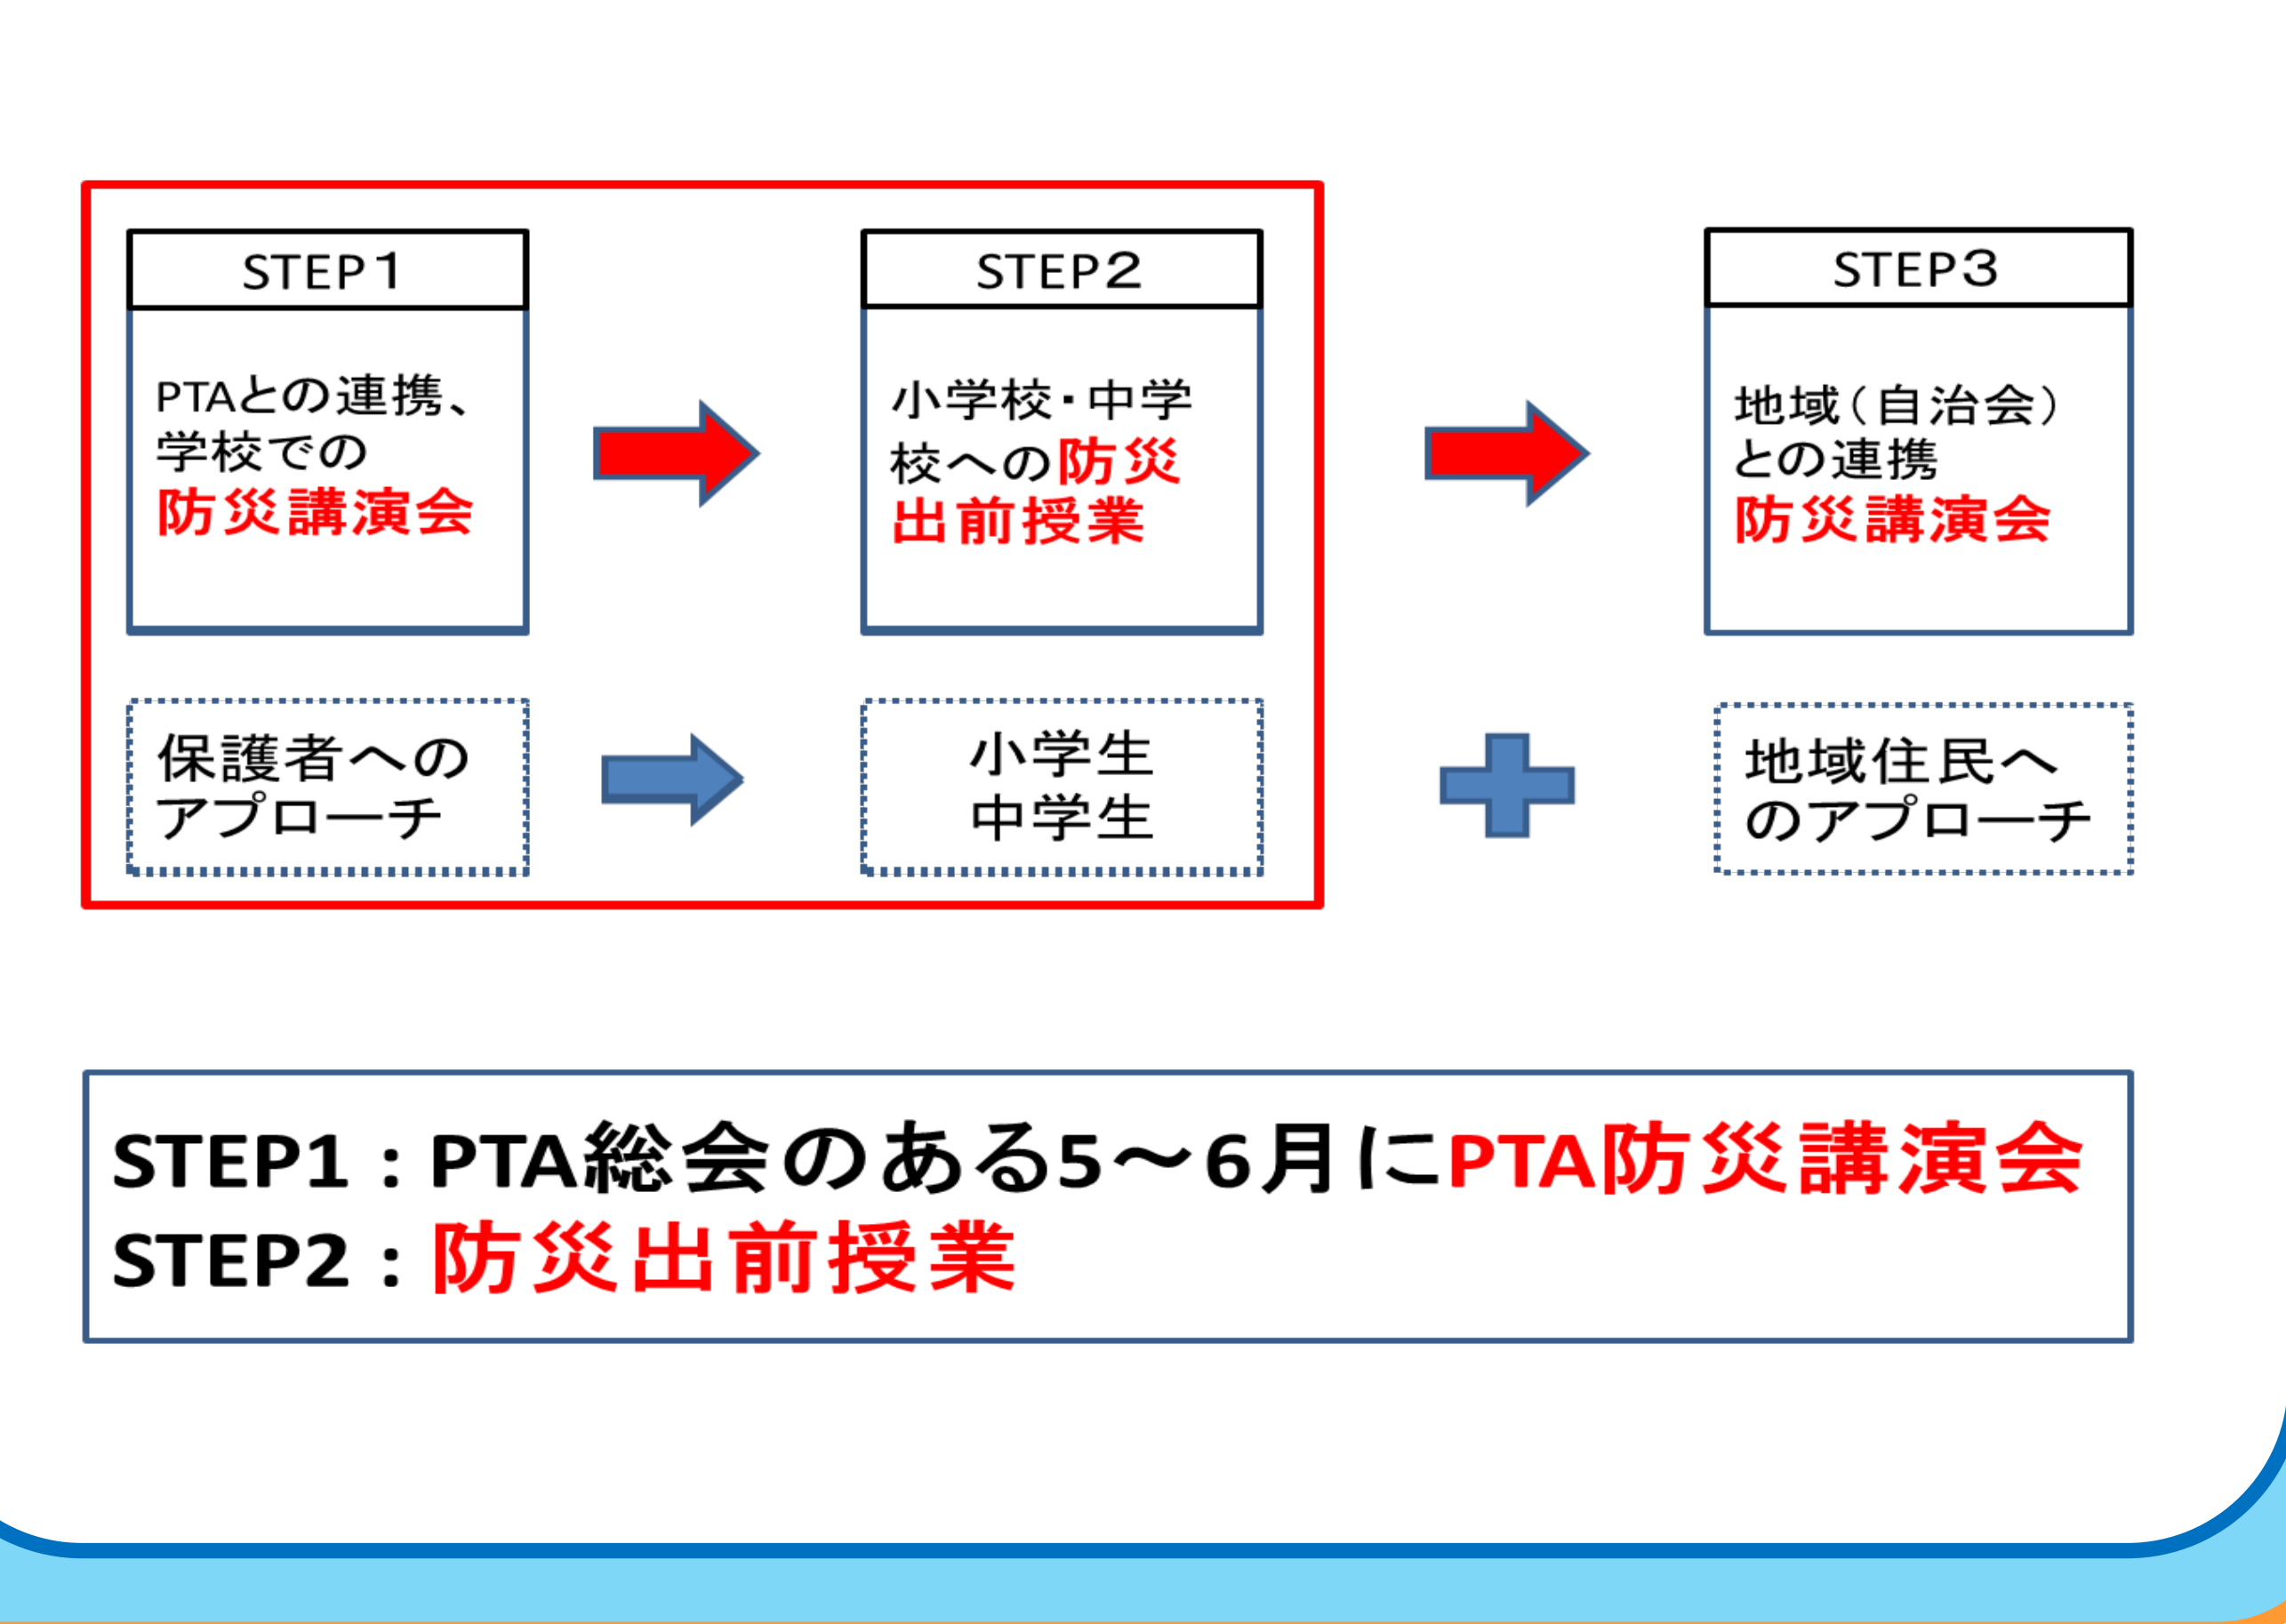 STEP1
PTAとの連携、
学校での
防災講演会
STEP2
小学校・中学
校への防災
出前授業
STEP3
地域（自治会）
との連携
防災講演会
保護者への
アプローチ
小学生
中学生
地域住民へ
のアプローチ
STEP1：PTA総会のある5～6月にPTA防災講演会
STEP2：防災出前授業